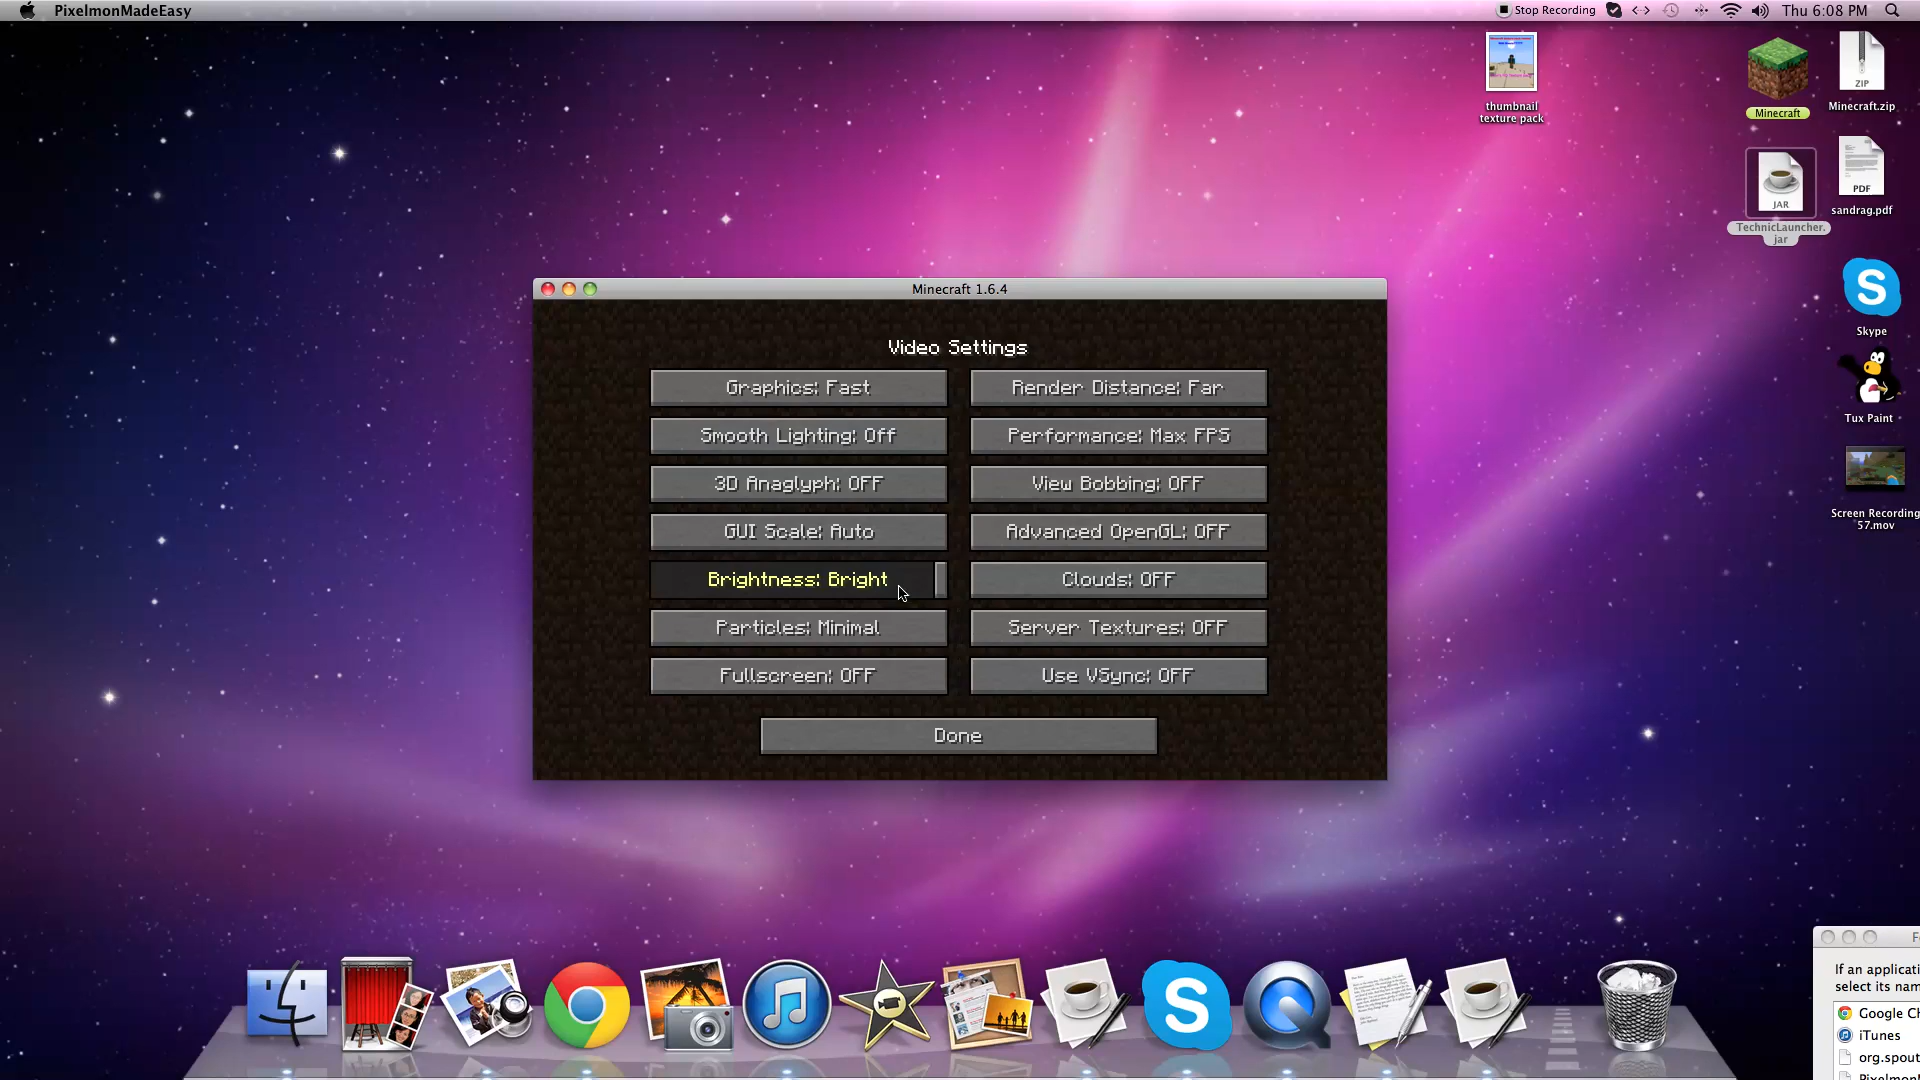 PixelmonMadeEasy
Stop Recording
Thu 6:08 PM
thumbnail
texture pack
Minecraft
ZIP
Minecraft.zip
JAR
TechnicLauncher.
jar
PDF
sandrag.pdf
Skype
Tux Paint
Screen Recording
57.mov
Minecraft 1.6.4
Video Settings
Graphics: Fast
Render Distance: Far
Smooth Lighting: Off
Performance: Max FPS
3D Anaglyph: OFF
View Bobbing: OFF
GUI Scale: Auto
Advanced OpenGL: OFF
Brightness: Bright
Clouds: OFF
Particles: Minimal
Server Textures: OFF
Fullscreen: OFF
Use VSync: OFF
Done
If an applicati
select its nam
Google Ch
iTunes
org.spout